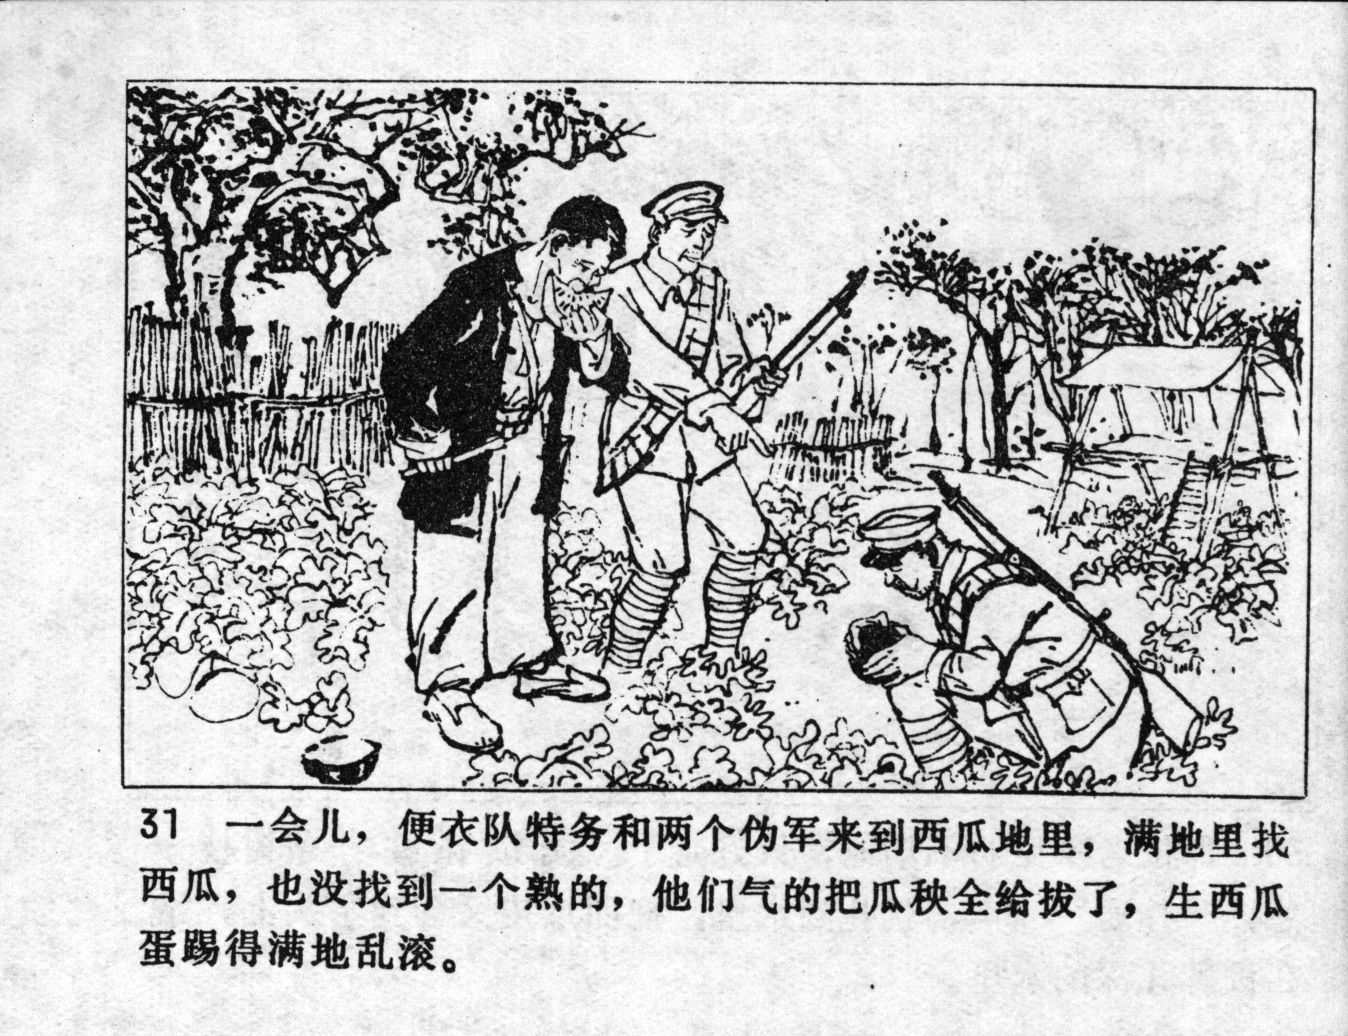 31 一会儿，便衣队特务和两个伪军来到西瓜地里，满地里找
西瓜，也没找到一个熟的，他们气的把瓜秧全给拔了，生西瓜
蛋踢得满地乱滚。